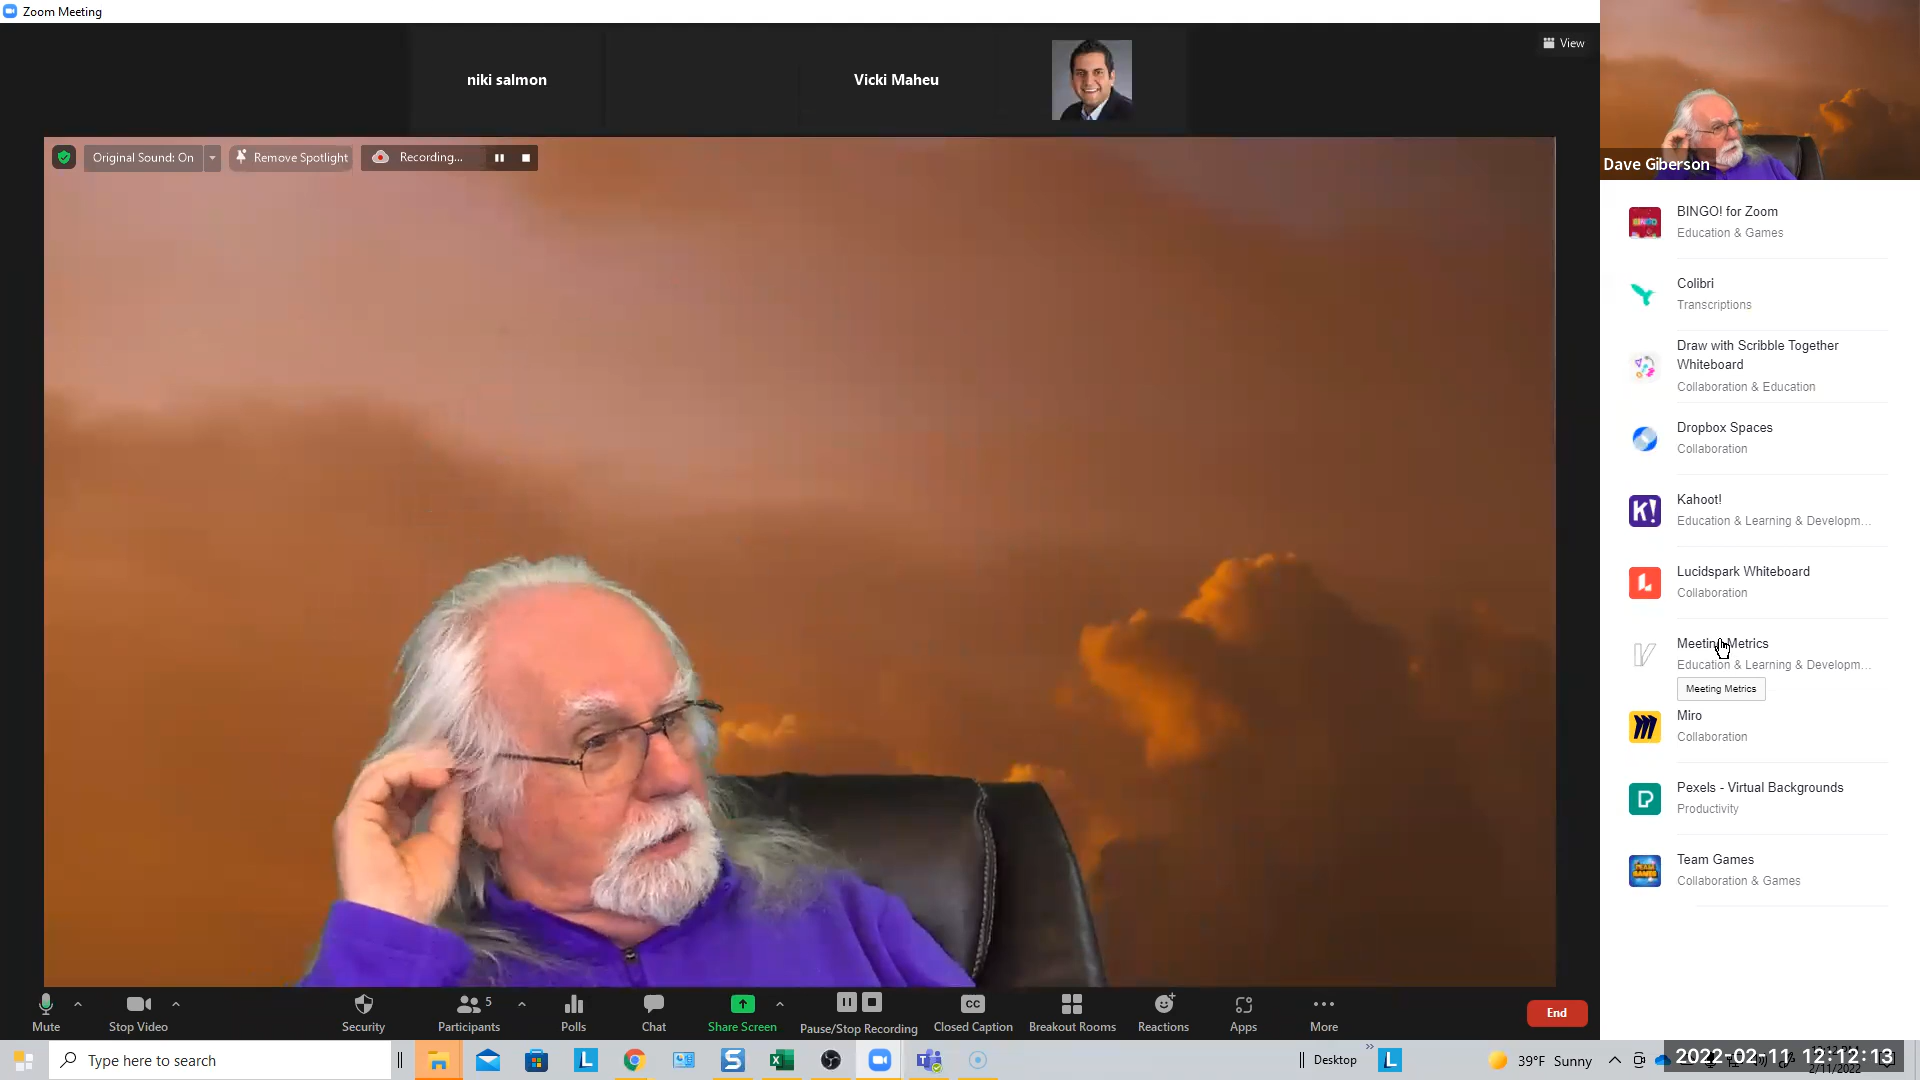 Zoom Meeting
niki salmon
Vicki Maheu
View
Original Sound: On
Remove Spotlight
Recording...
Dave Giberson
BINGO! for Zoom
Education & Games
Colibri
Transcriptions
Draw with Scribble Together
Whiteboard
Collaboration & Education
Dropbox Spaces
Collaboration
Kahoot!
Education & Learning & Developm...
Lucidspark Whiteboard
Collaboration
Meeting Metrics
Education & Learning & Developm...
Meeting Metrics
Miro
Collaboration
Pexels - Virtual Backgrounds
Productivity
Team Games
Collaboration & Games
Mute
Stop Video
Security
Participants
5
Polls
Chat
Share Screen
Pause/Stop Recording
CC
Closed Caption
Breakout Rooms
Reactions
Apps
More
End
Type here to search
Desktop
39°F Sunny
2022-02-11 12:12:13
2/11/2022